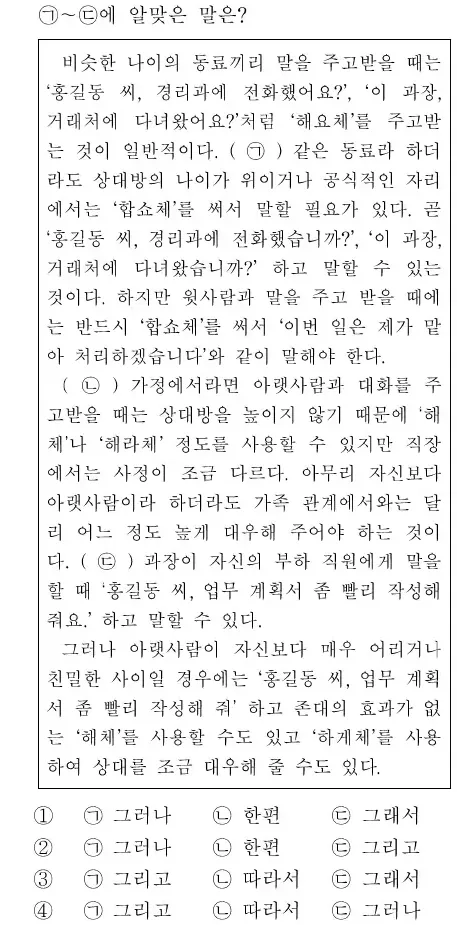 ㉠～㉢에 알맞은 말은?
비슷한 나이의 동료끼리 말을 주고받을 때는
‘홍길동 씨, 경리과에 전화했어요?’, ‘이 과장,
거래처에 다녀왔어요?’처럼 ‘해요체’를 주고받
는 것이 일반적이다. ( ㉠ ) 같은 동료라 하더
라도 상대방의 나이가 위이거나 공식적인 자리
에서는 ‘합쇼체’를 써서 말할 필요가 있다. 곧
‘홍길동 씨, 경리과에 전화했습니까?’, ‘이 과장,
거래처에 다녀왔습니까?’ 하고 말할 수 있는
것이다. 하지만 윗사람과 말을 주고 받을 때에
는 반드시 ‘합쇼체’를 써서 ‘이번 일은 제가 맡
아 처리하겠습니다’와 같이 말해야 한다.
( ㉡ ) 가정에서라면 아랫사람과 대화를 주
고받을 때는 상대방을 높이지 않기 때문에 ‘해
체’나 ‘해라체’ 정도를 사용할 수 있지만 직장
에서는 사정이 조금 다르다. 아무리 자신보다
아랫사람이라 하더라도 가족 관계에서와는 달
리 어느 정도 높게 대우해 주어야 하는 것이
다. ( ㉢ ) 과장이 자신의 부하 직원에게 말을
할 때 ‘홍길동 씨, 업무 계획서 좀 빨리 작성해
줘요.’ 하고 말할 수 있다.
그러나 아랫사람이 자신보다 매우 어리거나
친밀한 사이일 경우에는 ‘홍길동 씨, 업무 계획
서 좀 빨리 작성해 줘’ 하고 존대의 효과가 없
는 ‘해체’를 사용할 수도 있고 ‘하게체’를 사용
하여 상대를 조금 대우해 줄 수도 있다.
① ㉠ 그러나 ㉡ 한편 ㉢ 그래서
② ㉠ 그러나 ㉡ 한편 ㉢ 그리고
③ ㉠ 그리고 ㉡ 따라서 ㉢ 그래서
④ ㉠ 그리고 ㉡ 따라서 ㉢ 그러나